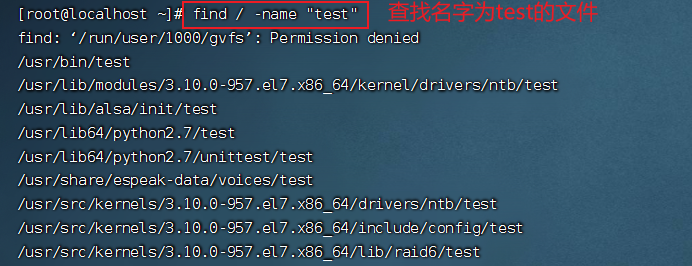 [root@localhost ~]# find / -name "test" 查找名字为test的文件
find: ‘/run/user/1000/gvfs’: Permission denied
/usr/bin/test
/usr/lib/modules/3.10.0-957.el7.x86_64/kernel/drivers/ntb/test
/usr/lib/alsa/init/test
/usr/lib64/python2.7/test
/usr/lib64/python2.7/unittest/test
/usr/share/espeak-data/voices/test
/usr/src/kernels/3.10.0-957.el7.x86_64/drivers/ntb/test
/usr/src/kernels/3.10.0-957.el7.x86_64/include/config/test
/usr/src/kernels/3.10.0-957.el7.x86_64/lib/raid6/test